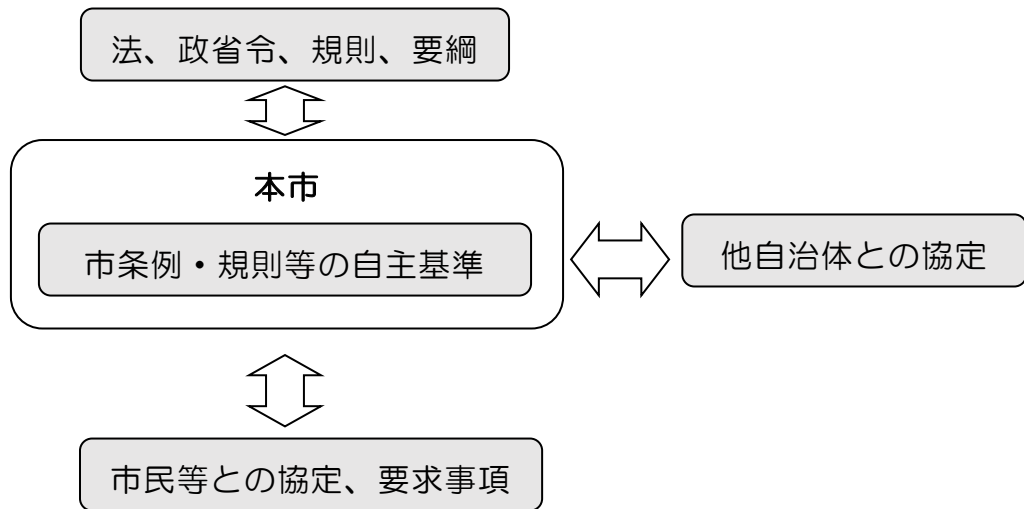 法、政省令、規則、要綱
本市
市条例・規則等の自主基準
他自治体との協定
市民等との協定、要求事項